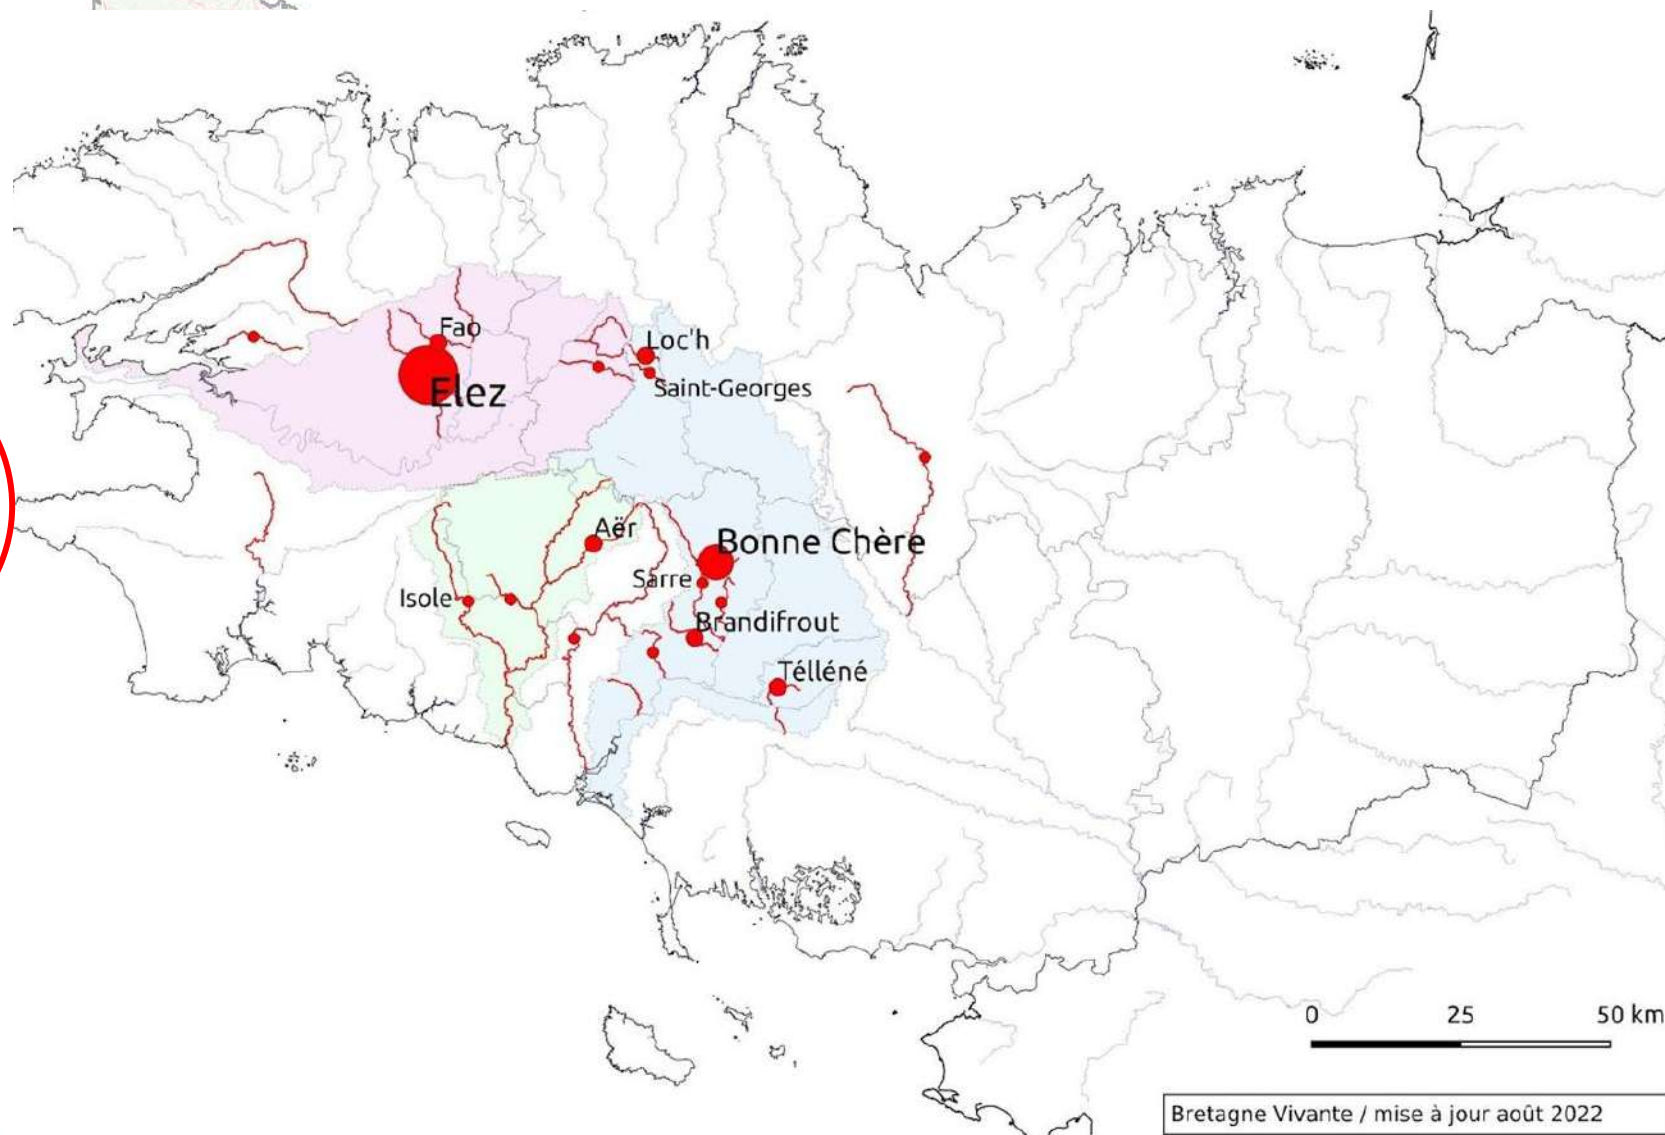 Fao
Elez
Loc'h
Saint-Georges
Aër
Bonne Chère
Sarre
Isole
Brandifrout
Télléné
0 25 50 km
Bretagne Vivante / mise à jour août 2022